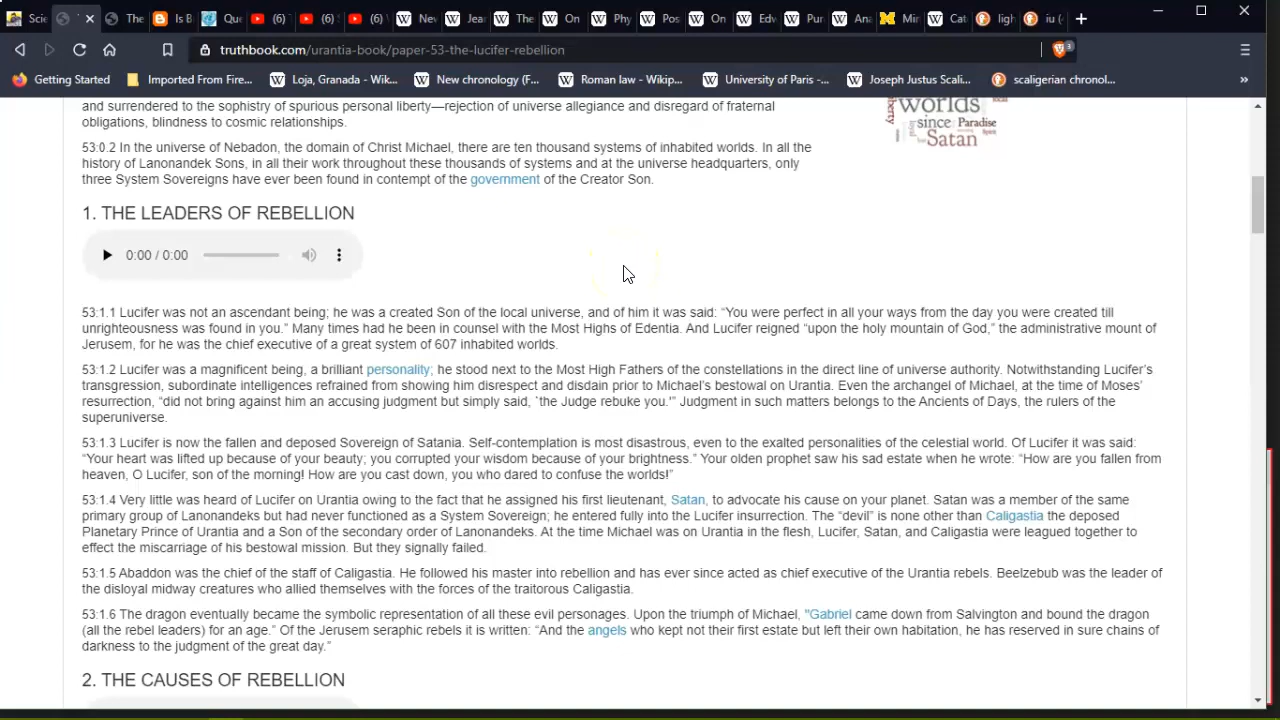 Scie
T
The
Is B
Qu
(6)
(6) S
(6) V
Nev
Jea
The
On
Phy
Pos
On
Edv
Pur
Ana
Mir
Cat
ligh
iu (
truthbook.com/urantia-book/paper-53-the-lucifer-rebellion
3
Getting Started
Imported From Fire...
Loja, Granada - Wik...
New chronology (F...
Roman law - Wikip...
University of Paris -...
Joseph Justus Scali...
scaligerian chronol...
and surrendered to the sophistry of spurious personal liberty—rejection of universe allegiance and disregard of fraternal
obligations, blindness to cosmic relationships.
worlds
since Paradise
Satan
53:0.2 In the universe of Nebadon, the domain of Christ Michael, there are ten thousand systems of inhabited worlds. In all the
history of Lanonandek Sons, in all their work throughout these thousands of systems and at the universe headquarters, only
three System Sovereigns have ever been found in contempt of the government of the Creator Son.
1. THE LEADERS OF REBELLION
0:00 / 0:00
53:1.1 Lucifer was not an ascendant being; he was a created Son of the local universe, and of him it was said: “You were perfect in all your ways from the day you were created till
unrighteousness was found in you.” Many times had he been in counsel with the Most Highs of Edentia. And Lucifer reigned “upon the holy mountain of God,” the administrative mount of
Jerusem, for he was the chief executive of a great system of 607 inhabited worlds.
53:1.2 Lucifer was a magnificent being, a brilliant personality; he stood next to the Most High Fathers of the constellations in the direct line of universe authority. Notwithstanding Lucifer’s
transgression, subordinate intelligences refrained from showing him disrespect and disdain prior to Michael’s bestowal on Urantia. Even the archangel of Michael, at the time of Moses’
resurrection, “did not bring against him an accusing judgment but simply said, `the Judge rebuke you.'” Judgment in such matters belongs to the Ancients of Days, the rulers of the
superuniverse.
53:1.3 Lucifer is now the fallen and deposed Sovereign of Satania. Self-contemplation is most disastrous, even to the exalted personalities of the celestial world. Of Lucifer it was said:
“Your heart was lifted up because of your beauty; you corrupted your wisdom because of your brightness.” Your olden prophet saw his sad estate when he wrote: “How are you fallen from
heaven, O Lucifer, son of the morning! How are you cast down, you who dared to confuse the worlds!”
53:1.4 Very little was heard of Lucifer on Urantia owing to the fact that he assigned his first lieutenant, Satan, to advocate his cause on your planet. Satan was a member of the same
primary group of Lanonandeks but had never functioned as a System Sovereign; he entered fully into the Lucifer insurrection. The “devil” is none other than Caligastia the deposed
Planetary Prince of Urantia and a Son of the secondary order of Lanonandeks. At the time Michael was on Urantia in the flesh, Lucifer, Satan, and Caligastia were leagued together to
effect the miscarriage of his bestowal mission. But they signally failed.
53:1.5 Abaddon was the chief of the staff of Caligastia. He followed his master into rebellion and has ever since acted as chief executive of the Urantia rebels. Beelzebub was the leader of
the disloyal midway creatures who allied themselves with the forces of the traitorous Caligastia.
53:1.6 The dragon eventually became the symbolic representation of all these evil personages. Upon the triumph of Michael, "Gabriel came down from Salvington and bound the dragon
(all the rebel leaders) for an age.” Of the Jerusem seraphic rebels it is written: “And the angels who kept not their first estate but left their own habitation, he has reserved in sure chains of
darkness to the judgment of the great day.”
2. THE CAUSES OF REBELLION